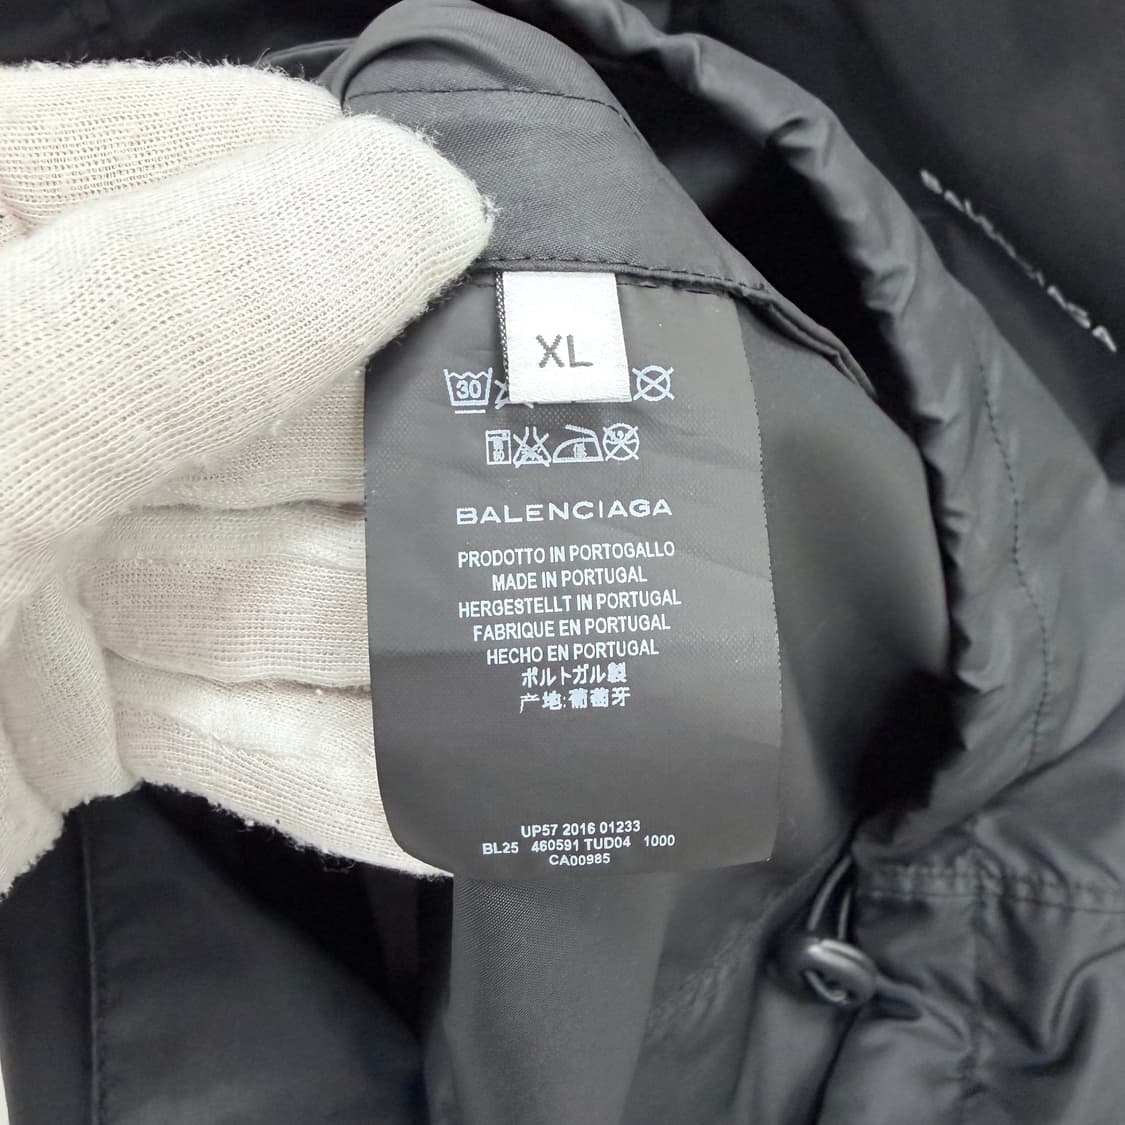 BALENCIAGA
XL
30
BALENCIAGA
PRODOTTO IN PORTOGALLO
MADE IN PORTUGAL
HERGESTELLT IN PORTUGAL
FABRIQUE EN PORTUGAL
HECHO EN PORTUGAL
ポルトガル製
产地:葡萄牙
UP57 2016 01233
BL25 460591 TUD04 1000
CA00985